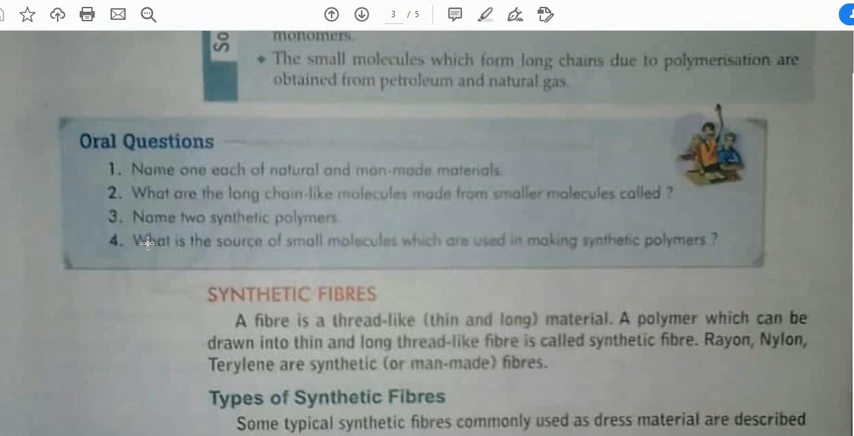 3 / 5
So
monomers.
• The small molecules which form long chains due to polymerisation are
obtained from petroleum and natural gas.
Oral Questions
1. Name one each of natural and man-made materials.
2. What are the long chain-like molecules made from smaller molecules called ?
3. Name two synthetic polymers.
4. What is the source of small molecules which are used in making synthetic polymers ?
SYNTHETIC FIBRES
A fibre is a thread-like (thin and long) material. A polymer which can be
drawn into thin and long thread-like fibre is called synthetic fibre. Rayon, Nylon,
Terylene are synthetic (or man-made) fibres.
Types of Synthetic Fibres
Some typical synthetic fibres commonly used as dress material are described